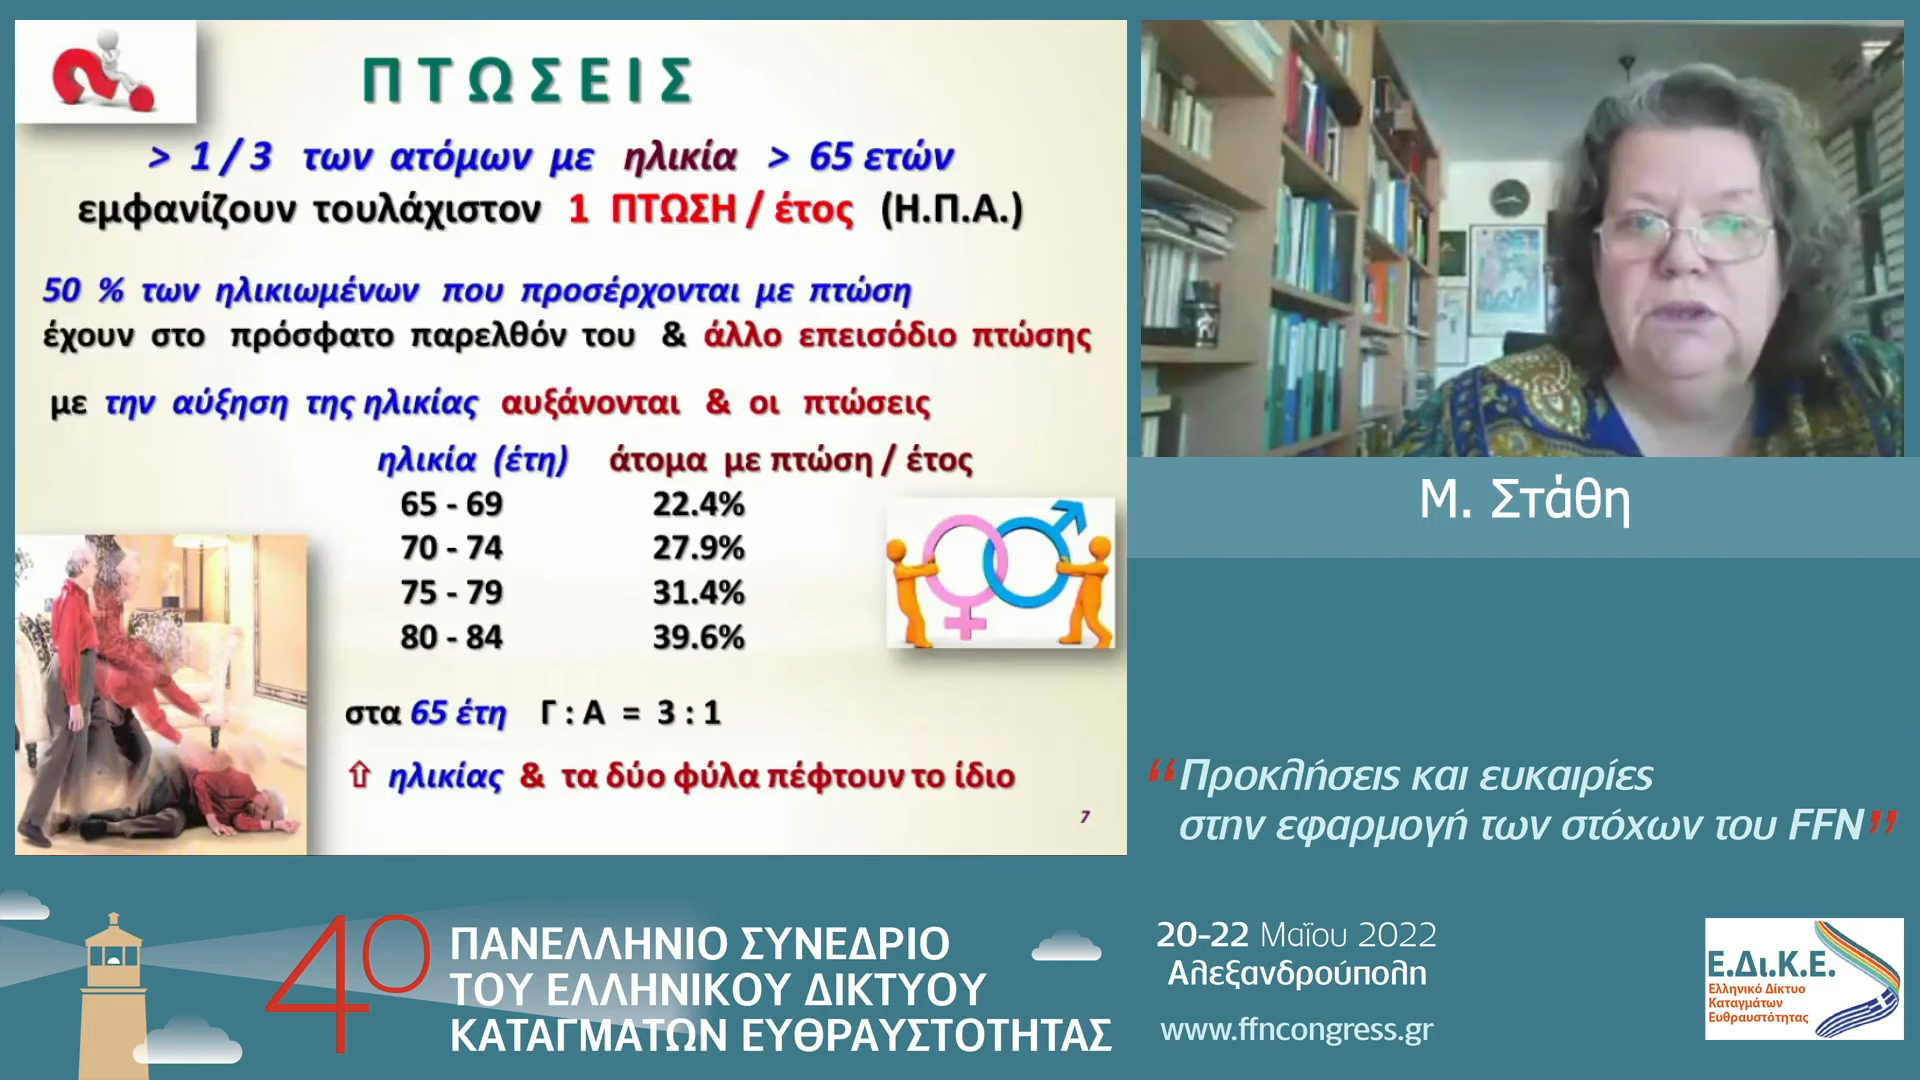 ΠΤΩΣΕΙΣ
> 1 / 3 των ατόμων με ηλικία > 65 ετών
εμφανίζουν τουλάχιστον 1 ΠΤΩΣΗ / έτος (Η.Π.Α.)
50 % των ηλικιωμένων που προσέρχονται με πτώση
έχουν στο πρόσφατο παρελθόν του & άλλο επεισόδιο πτώσης
με την αύξηση της ηλικίας αυξάνονται & οι πτώσεις
ηλικία (έτη) άτομα με πτώση / έτος
65 - 69 22.4%
70 - 74 27.9%
75 - 79 31.4%
80 - 84 39.6%
στα 65 έτη Γ : Α = 3 : 1
⇧ ηλικίας & τα δύο φύλα πέφτουν το ίδιο
7
Μ. Στάθη
“Προκλήσεις και ευκαιρίες
στην εφαρμογή των στόχων του FFN”
4ο
ΠΑΝΕΛΛΗΝΙΟ ΣΥΝΕΔΡΙΟ
ΤΟΥ ΕΛΛΗΝΙΚΟΥ ΔΙΚΤΥΟΥ
ΚΑΤΑΓΜΑΤΩΝ ΕΥΘΡΑΥΣΤΟΤΗΤΑΣ
20-22 Μαΐου 2022
Αλεξανδρούπολη
www.ffncongress.gr
Ε.Δι.Κ.Ε.
Ελληνικό Δίκτυο
Καταγμάτων
Ευθραυστότητας